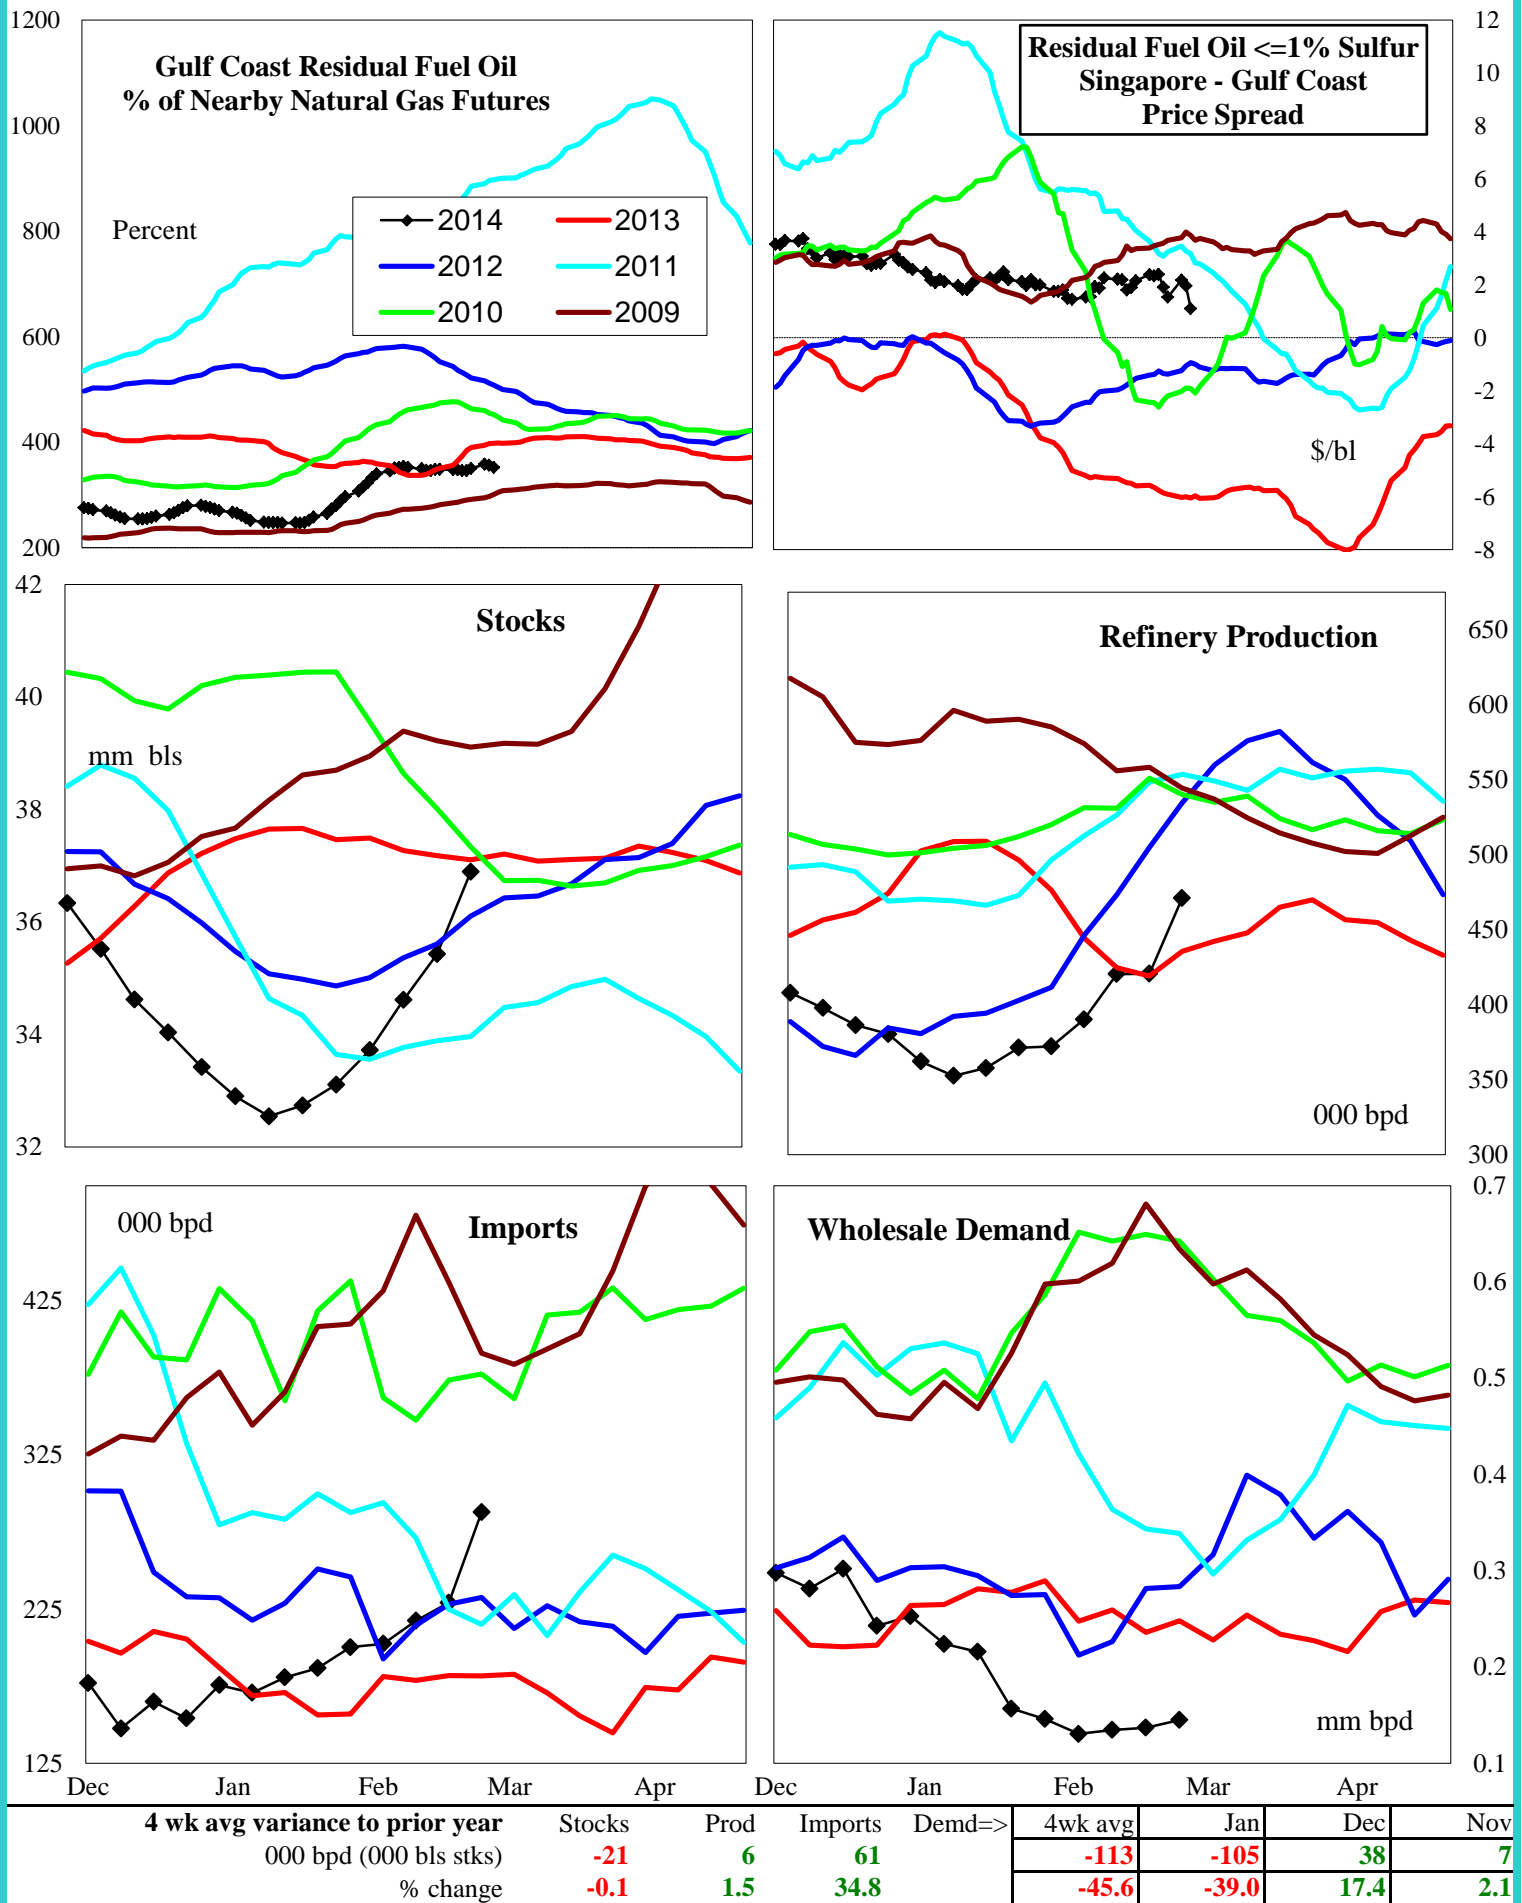 Gulf Coast Residual Fuel Oil
% of Nearby Natural Gas Futures
1200
1000
800
600
400
200
Percent
2014
2013
2012
2011
2010
2009
Residual Fuel Oil <=1% Sulfur
Singapore - Gulf Coast
Price Spread
12
10
8
6
4
2
0
-2
-4
-6
-8
$/bl
Stocks
42
40
38
36
34
32
mm bls
Refinery Production
650
600
550
500
450
400
350
300
000 bpd
Imports
000 bpd
425
325
225
125
Dec Jan Feb Mar Apr
Wholesale Demand
0.7
0.6
0.5
0.4
0.3
0.2
0.1
mm bpd
Dec Jan Feb Mar Apr
4 wk avg variance to prior year Stocks Prod Imports Demd=> 4wk avg Jan Dec Nov
000 bpd (000 bls stks) -21 6 61 -113 -105 38 7
% change -0.1 1.5 34.8 -45.6 -39.0 17.4 2.1